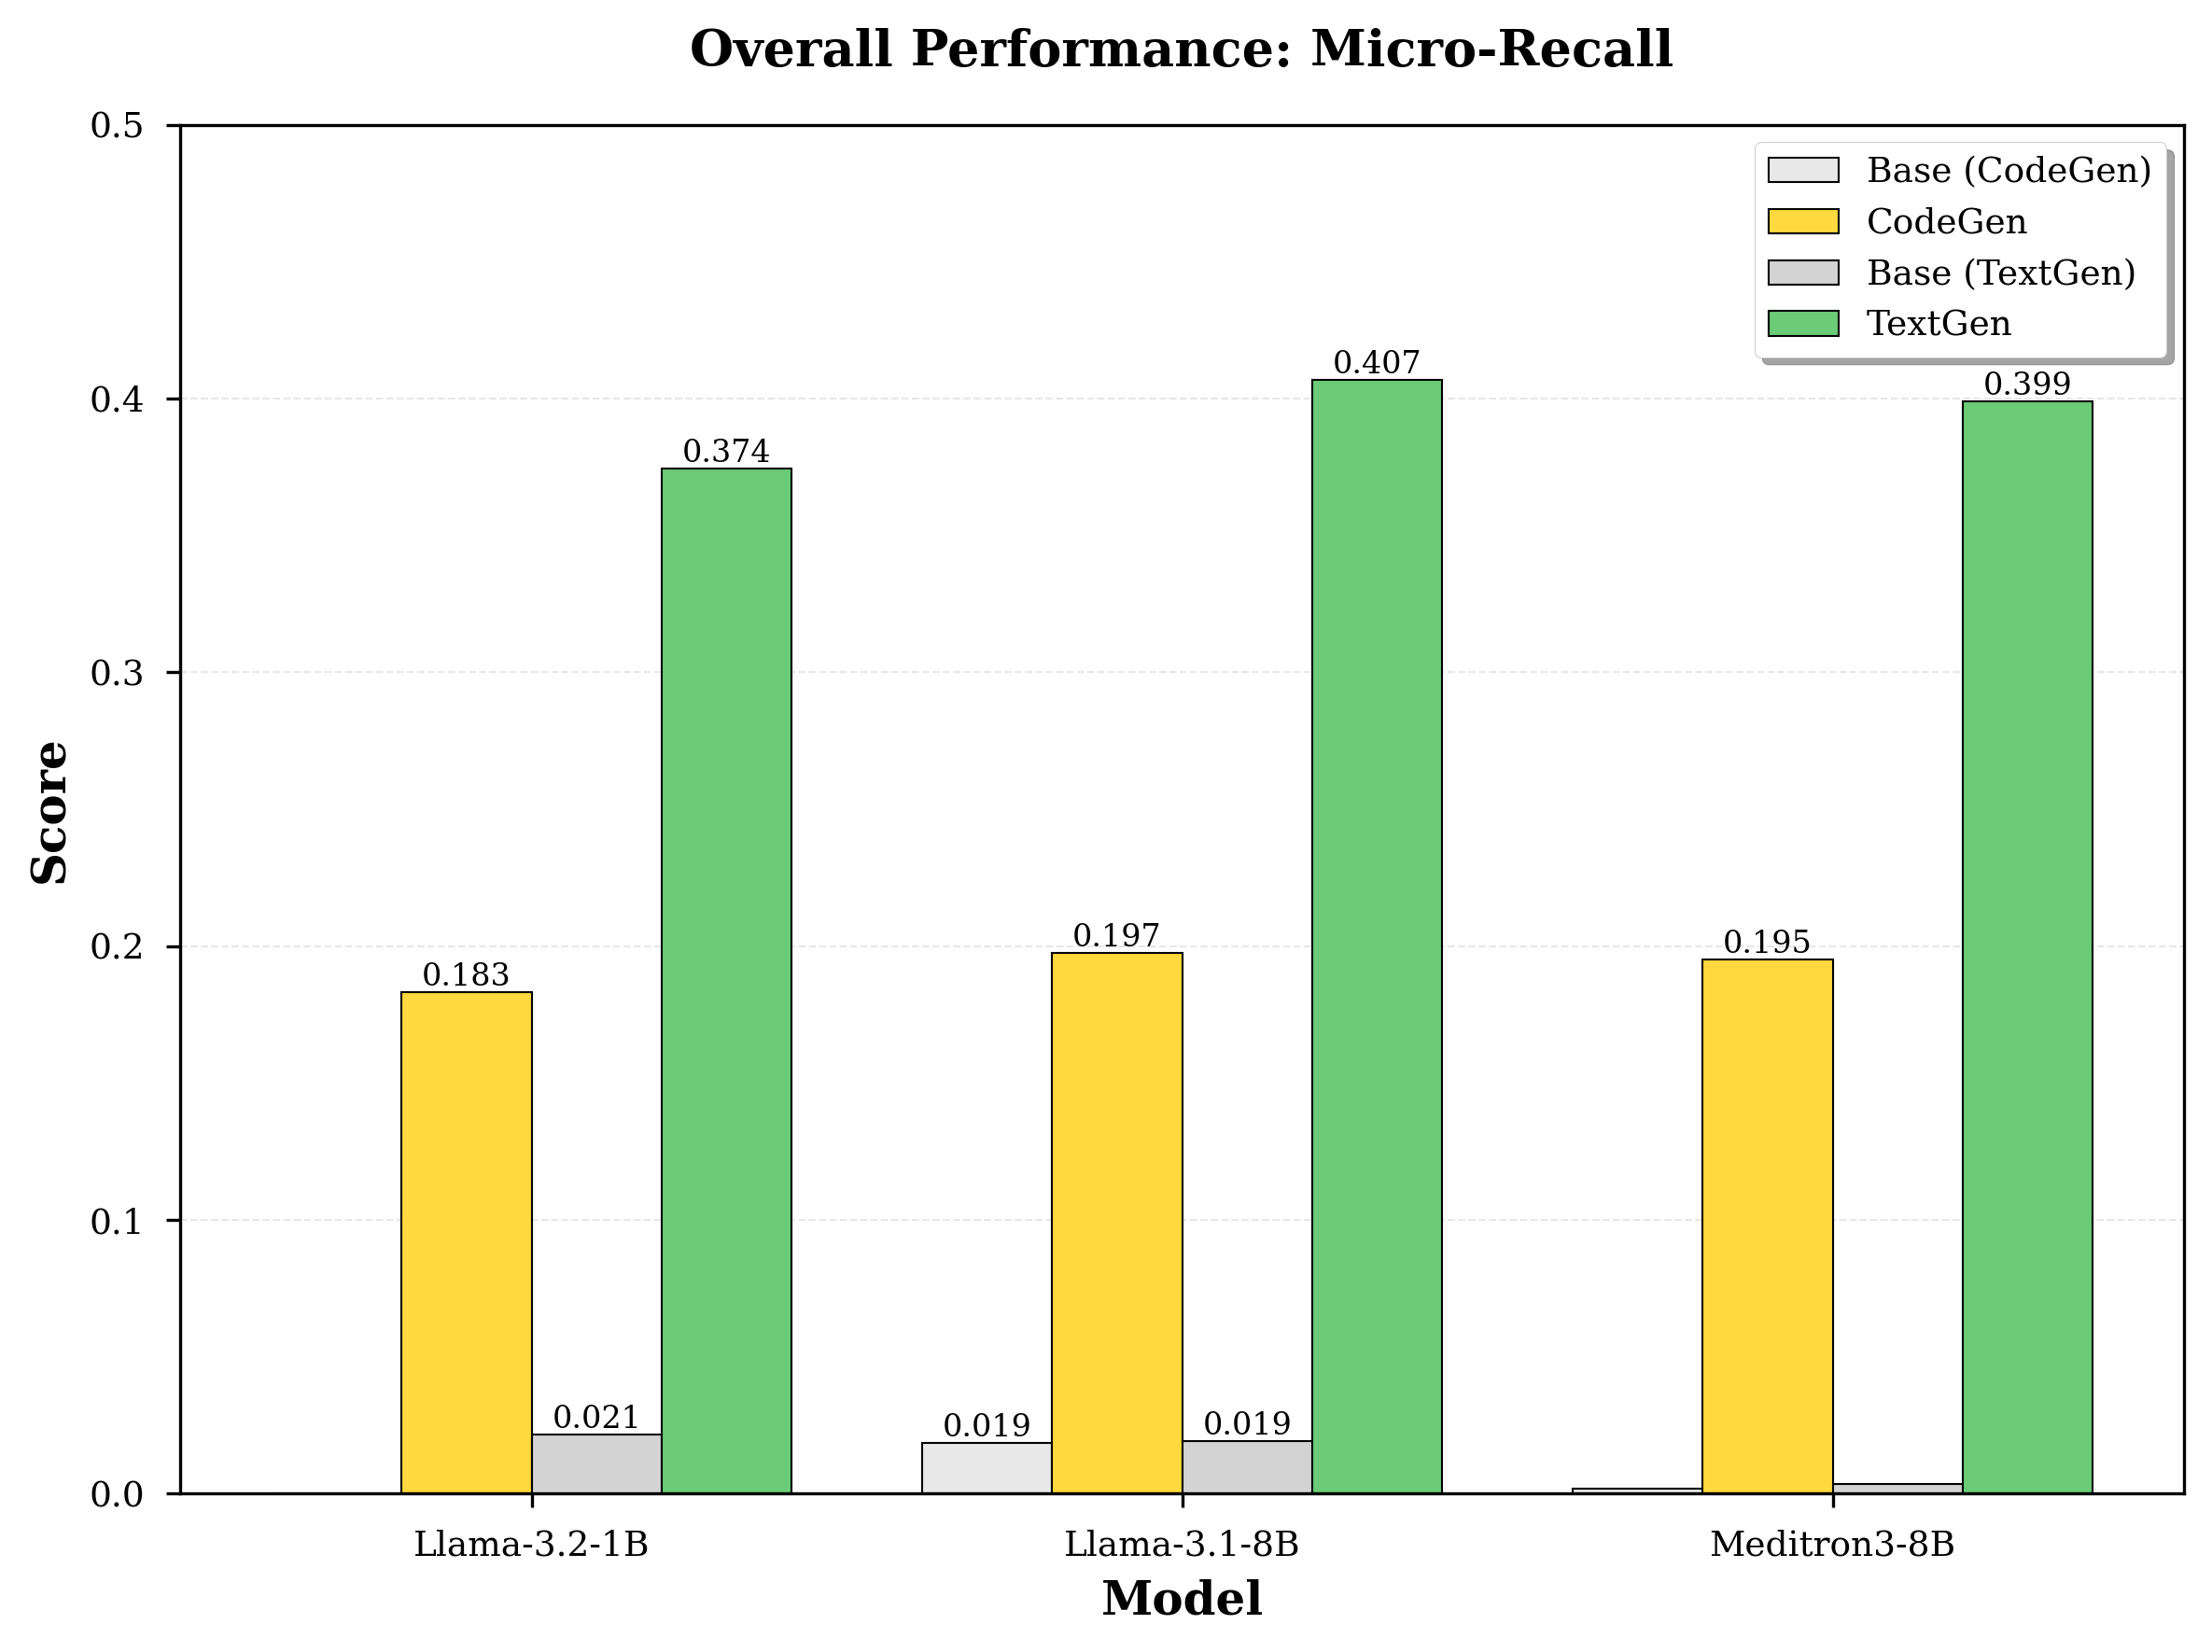 Overall Performance: Micro-Recall
0.5
0.4
0.3
0.2
0.1
0.0
Score
Base (CodeGen)
CodeGen
Base (TextGen)
TextGen
0.183
0.021
0.374
0.019
0.197
0.019
0.407
0.195
0.399
Llama-3.2-1B
Llama-3.1-8B
Meditron3-8B
Model